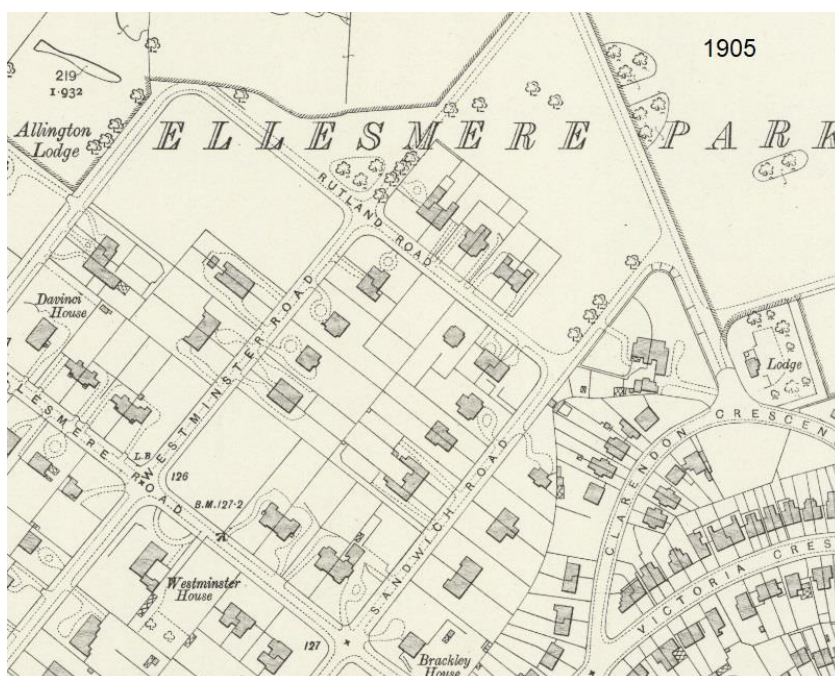 1905
219
1·932
Allington
Lodge
ELLESMERE PARK
RUTLAND ROAD
WESTMINSTER ROAD
Davinci
House
Lodge
CLARENDON CRESCEN
LESMERE ROAD
L.B
126
B.M.127·2
SANDWICH ROAD
VICTORIA CRESC
Westminster
House
127
Brackley
House